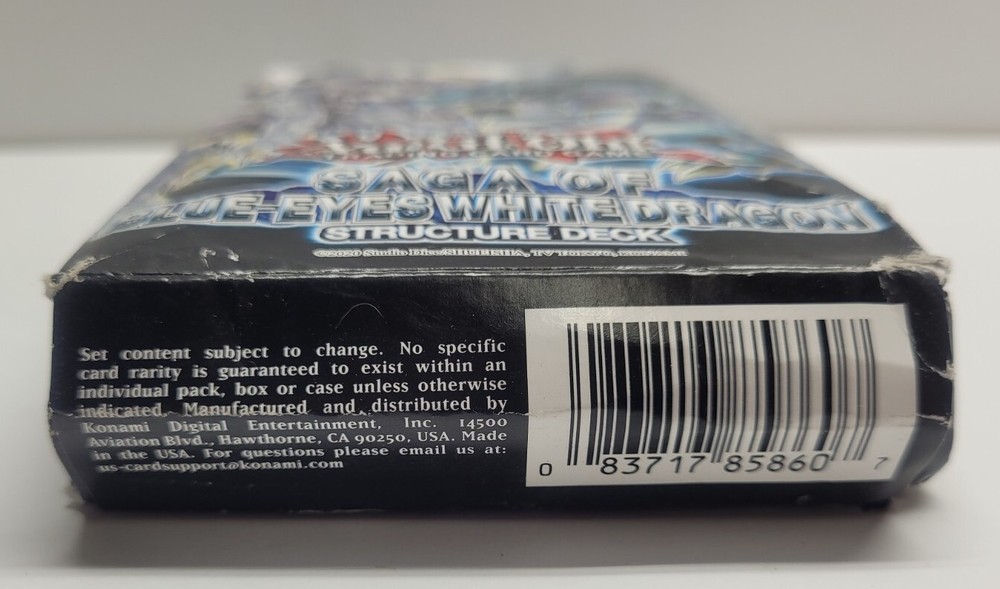 SAGA OF
BLUE-EYES WHITE DRAGON
STRUCTURE DECK
Set content subject to change. No specific
card rarity is guaranteed to exist within an
individual pack, box or case unless otherwise
indicated. Manufactured and distributed by
Konami Digital Entertainment, Inc. 14500
Aviation Blvd., Hawthorne, CA 90250, USA. Made
in the USA. For questions please email us at:
us-cardsupport@konami.com
0 83717 85860 7